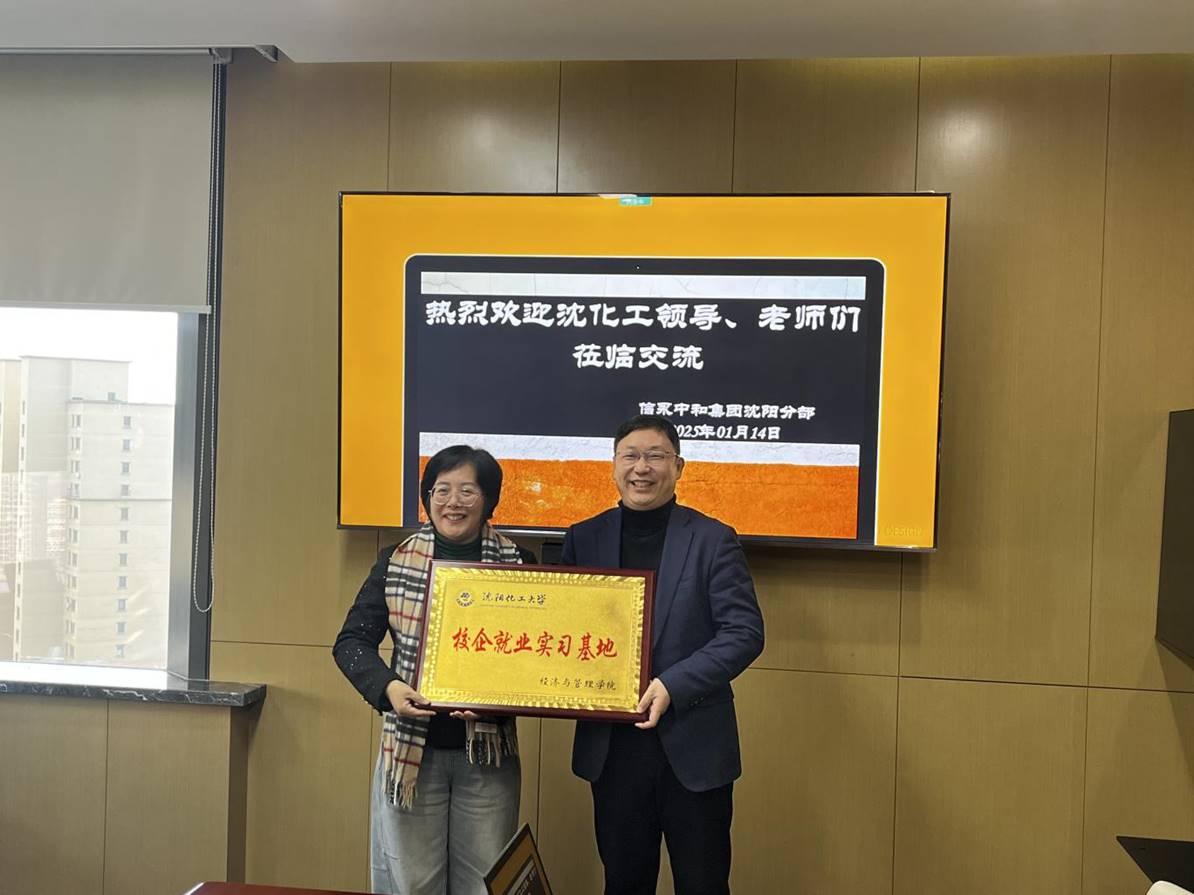 热烈欢迎沈化工领导、老师们
莅临交流
信永中和集团沈阳分部
2025年01月14日
沈阳化工大学
校企就业实习基地
经济与管理学院